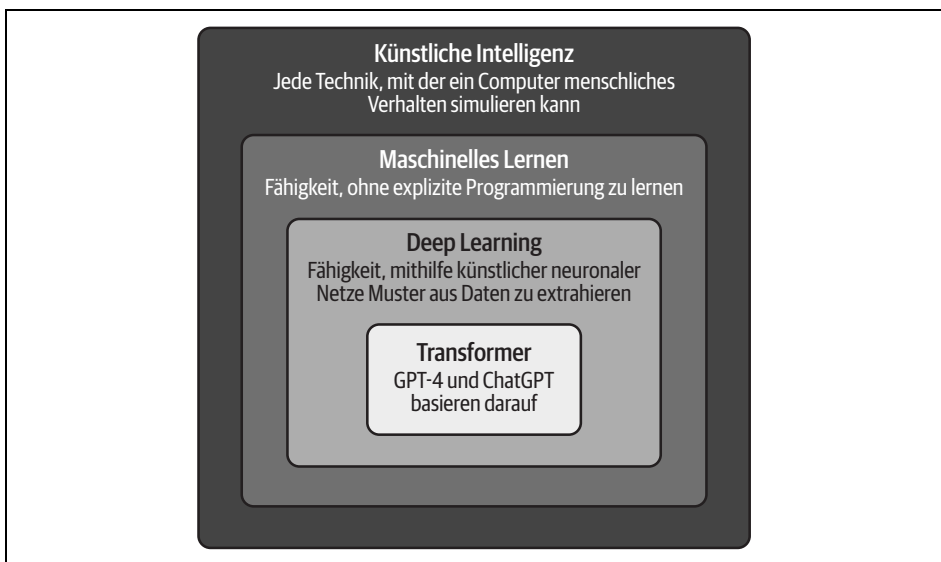 Künstliche Intelligenz
Jede Technik, mit der ein Computer menschliches
Verhalten simulieren kann
Maschinelles Lernen
Fähigkeit, ohne explizite Programmierung zu lernen
Deep Learning
Fähigkeit, mithilfe künstlicher neuronaler
Netze Muster aus Daten zu extrahieren
Transformer
GPT-4 und ChatGPT
basieren darauf